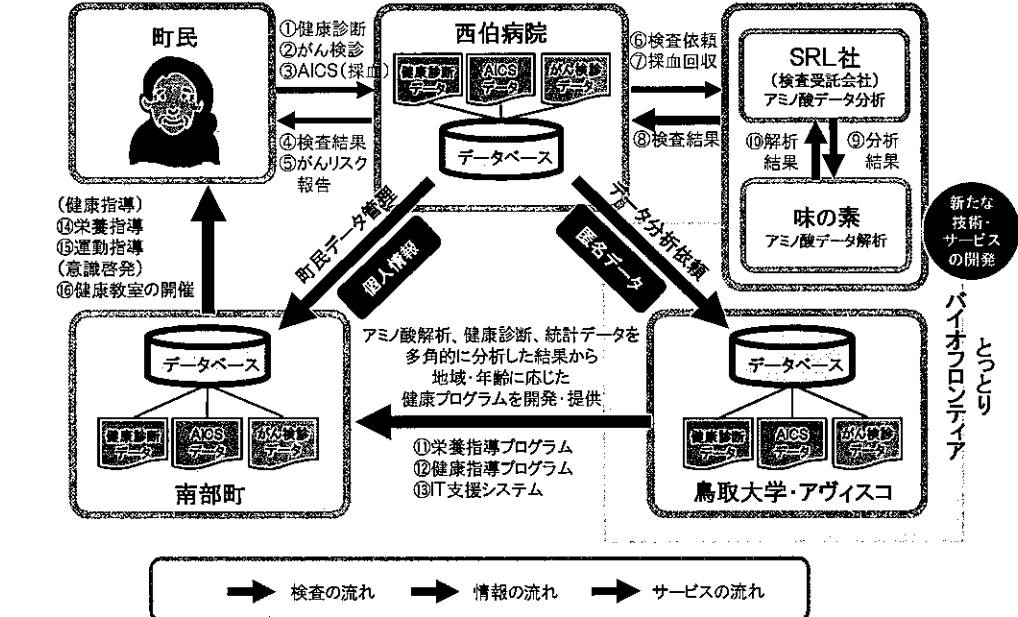 町民
①健康診断
②がん検診
③AICS(採血)
④検査結果
⑤がんリスク
報告
西伯病院
健康診断
データ
AICS
データ
がん検診
データ
データベース
⑥検査依頼
⑦採血回収
⑧検査結果
SRL社
(検査受託会社)
アミノ酸データ分析
⑩解析
結果
⑨分析
結果
味の素
アミノ酸データ解析
新たな
技術・
サービス
の開発
(健康指導)
⑭栄養指導
⑮運動指導
(意識啓発)
⑯健康教室の開催
町民データ管理
個人情報
データ分析依頼
匿名データ
とっとり
バイオフロンティア
データベース
健康診断
データ
AICS
データ
がん検診
データ
南部町
アミノ酸解析、健康診断、統計データを
多角的に分析した結果から
地域・年齢に応じた
健康プログラムを開発・提供
⑪栄養指導プログラム
⑫健康指導プログラム
⑬IT支援システム
データベース
健康診断
データ
AICS
データ
がん検診
データ
鳥取大学・アヴィスコ
検査の流れ
情報の流れ
サービスの流れ